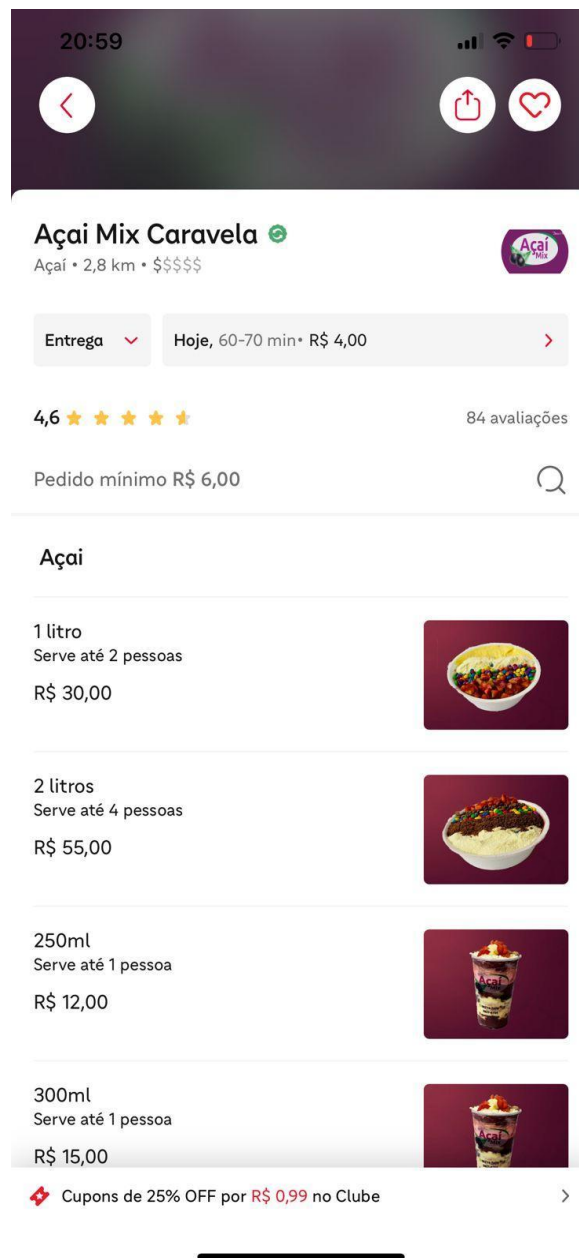 20:59
Açai Mix Caravela
Açaí
Mix
Açaí • 2,8 km • $$$$$
Entrega
Hoje, 60-70 min• R$ 4,00
4,6
84 avaliações
Pedido mínimo R$ 6,00
Açai
1 litro
Serve até 2 pessoas
R$ 30,00
2 litros
Serve até 4 pessoas
R$ 55,00
250ml
Serve até 1 pessoa
R$ 12,00
Açaí
300ml
Serve até 1 pessoa
R$ 15,00
Açaí
Cupons de 25% OFF por R$ 0,99 no Clube